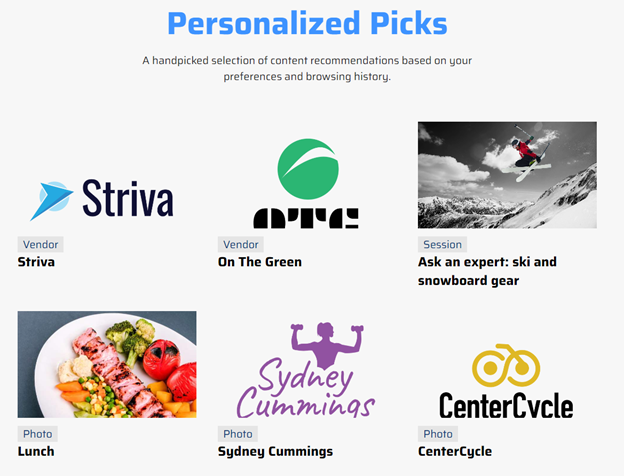 Personalized Picks
A handpicked selection of content recommendations based on your
preferences and browsing history.
Striva
OTG
Vendor
Striva
Vendor
On The Green
Session
Ask an expert: ski and
snowboard gear
Sydney
Cummings
CenterCycle
Photo
Lunch
Photo
Sydney Cummings
Photo
CenterCycle